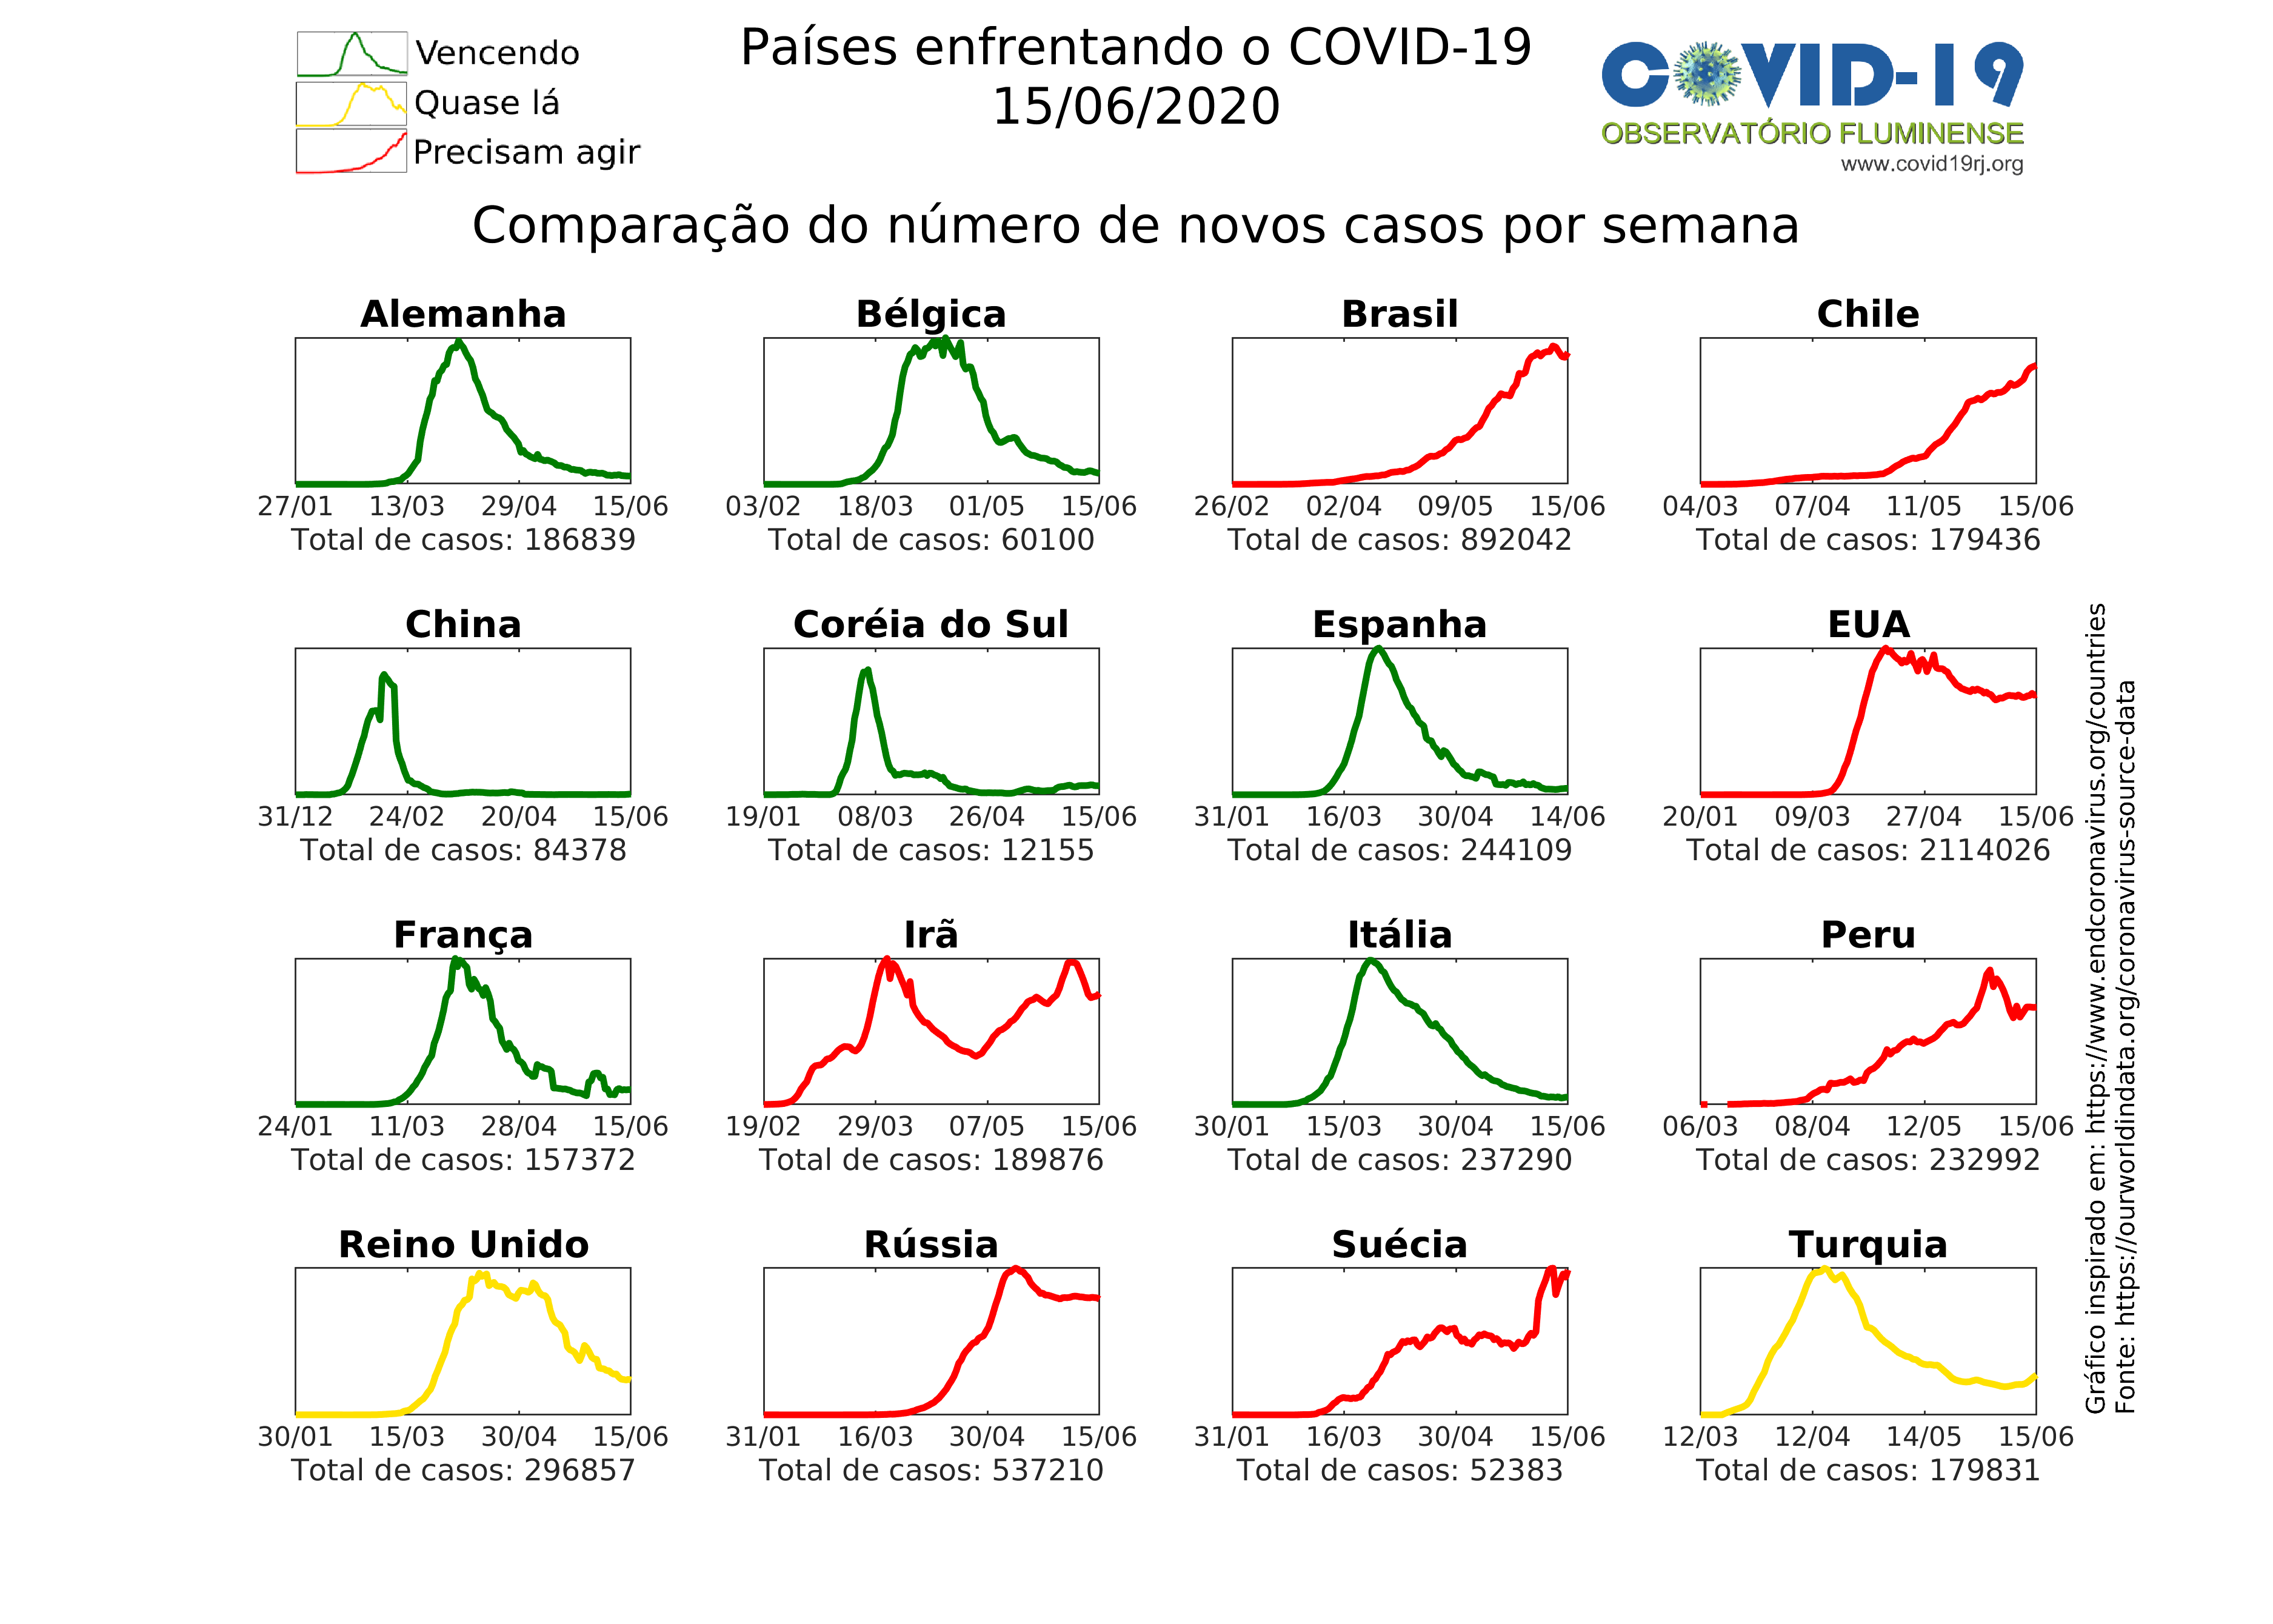 Vencendo
Quase lá
Precisam agir
Países enfrentando o COVID-19
15/06/2020
COVID-19
OBSERVATÓRIO FLUMINENSE
www.covid19rj.org
Comparação do número de novos casos por semana
Alemanha
27/01 13/03 29/04 15/06
Total de casos: 186839
Bélgica
03/02 18/03 01/05 15/06
Total de casos: 60100
Brasil
26/02 02/04 09/05 15/06
Total de casos: 892042
Chile
04/03 07/04 11/05 15/06
Total de casos: 179436
China
31/12 24/02 20/04 15/06
Total de casos: 84378
Coréia do Sul
19/01 08/03 26/04 15/06
Total de casos: 12155
Espanha
31/01 16/03 30/04 14/06
Total de casos: 244109
EUA
20/01 09/03 27/04 15/06
Total de casos: 2114026
França
24/01 11/03 28/04 15/06
Total de casos: 157372
Irã
19/02 29/03 07/05 15/06
Total de casos: 189876
Itália
30/01 15/03 30/04 15/06
Total de casos: 237290
Peru
06/03 08/04 12/05 15/06
Total de casos: 232992
Reino Unido
30/01 15/03 30/04 15/06
Total de casos: 296857
Rússia
31/01 16/03 30/04 15/06
Total de casos: 537210
Suécia
31/01 16/03 30/04 15/06
Total de casos: 52383
Turquia
12/03 12/04 14/05 15/06
Total de casos: 179831
Gráfico inspirado em: https://www.endcoronavirus.org/countries
Fonte: https://ourworldindata.org/coronavirus-source-data